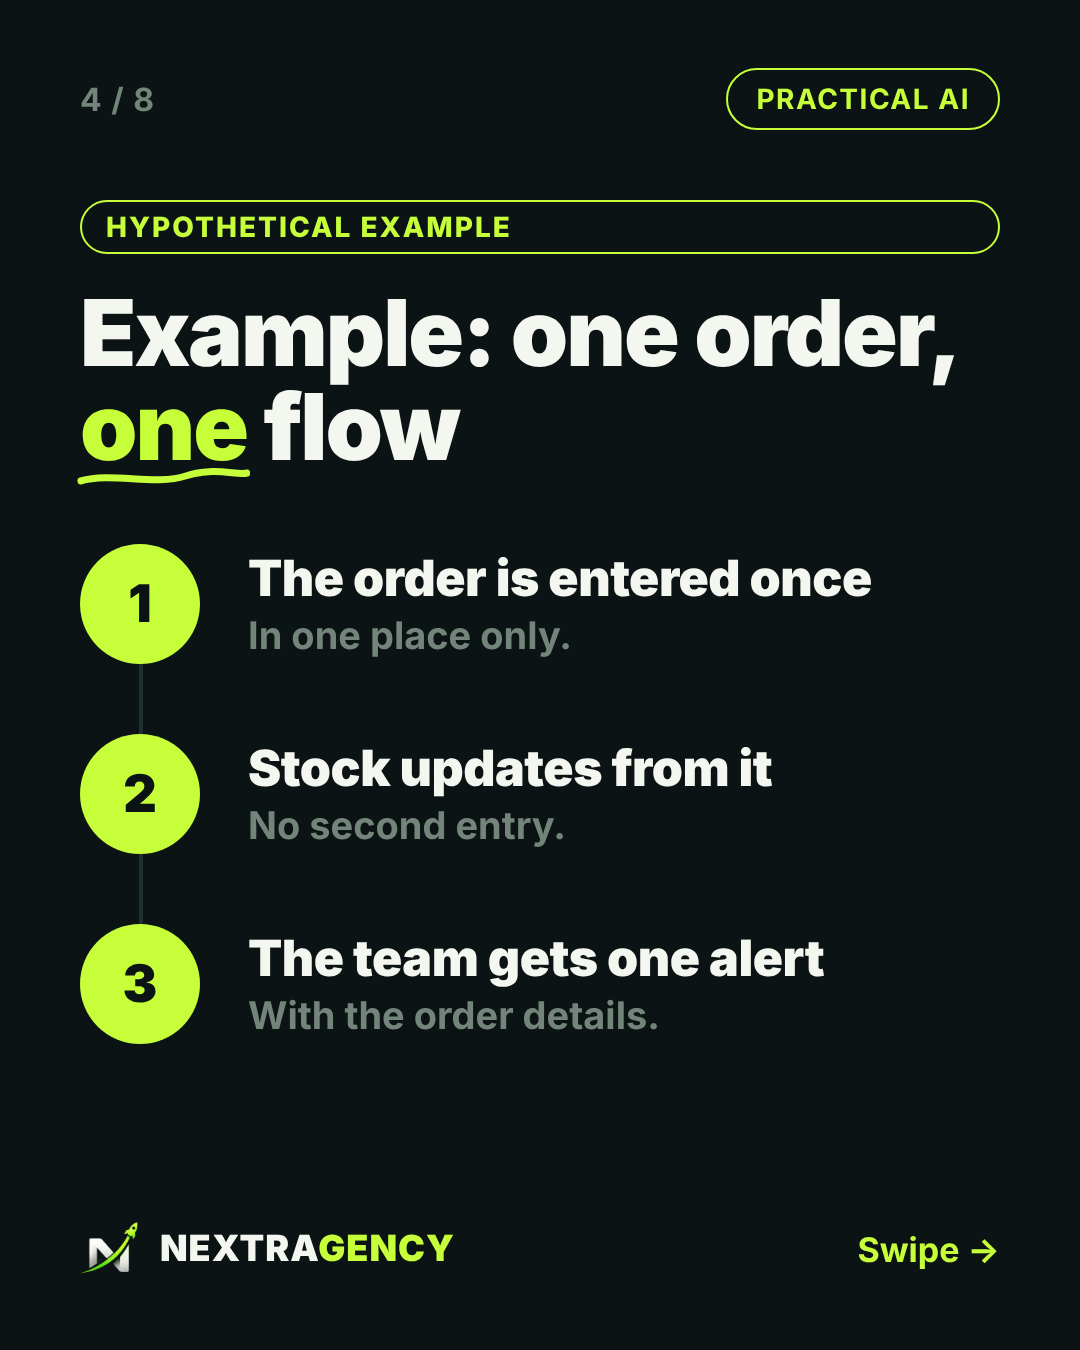 4 / 8
PRACTICAL AI
HYPOTHETICAL EXAMPLE
Example: one order,
one flow
1
The order is entered once
In one place only.
2
Stock updates from it
No second entry.
3
The team gets one alert
With the order details.
NEXTRAGENCY
Swipe →